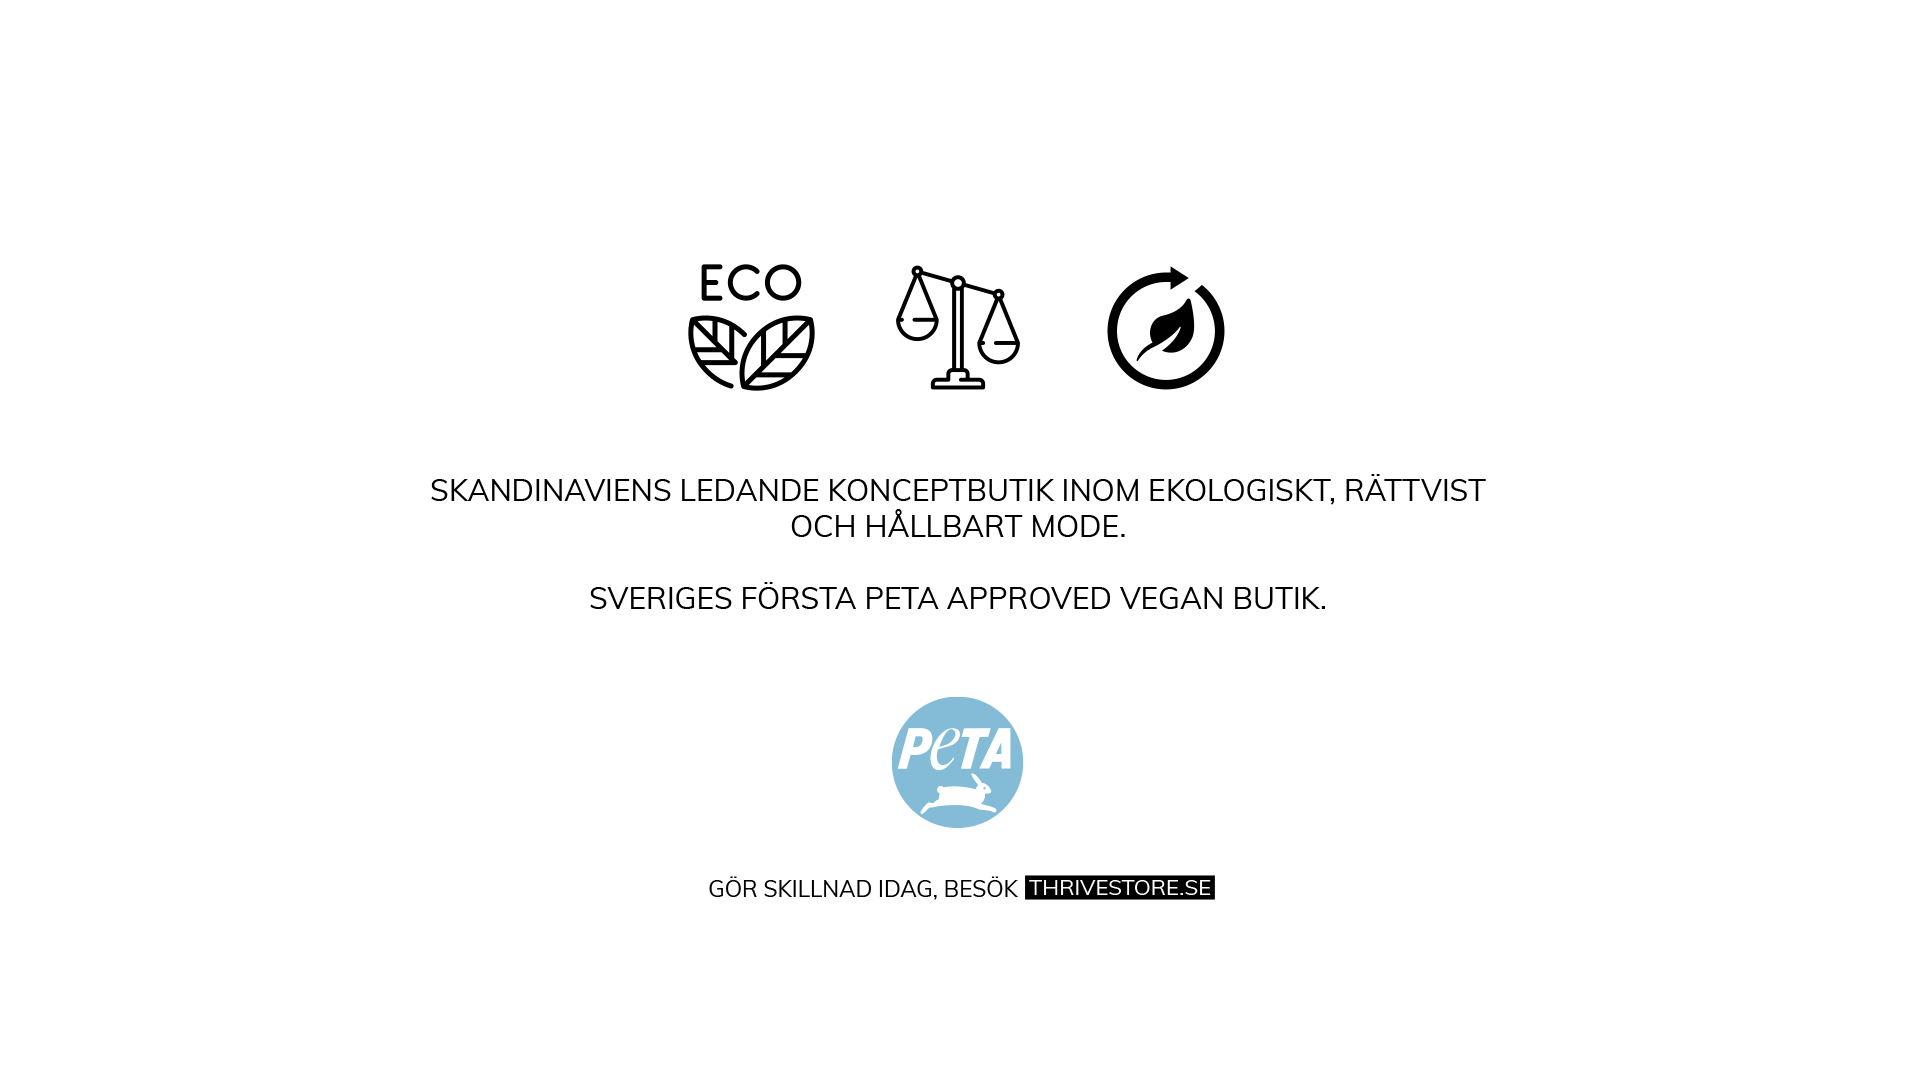 ECO
SKANDINAVIENS LEDANDE KONCEPTBUTIK INOM EKOLOGISKT, RÄTTVIST
OCH HÅLLBART MODE.
SVERIGES FÖRSTA PETA APPROVED VEGAN BUTIK.
PeTA
GÖR SKILLNAD IDAG, BESÖK THRIVESTORE.SE